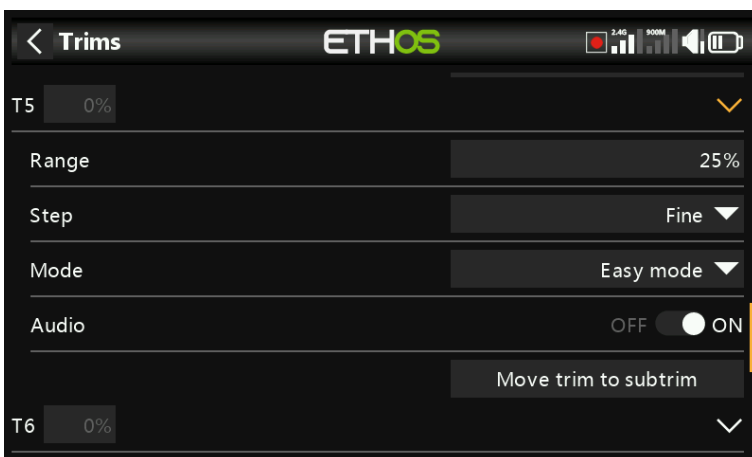 Trims
ETHOS
2.4G
900M
T5 0%
Range 25%
Step Fine
Mode Easy mode
Audio OFF ON
Move trim to subtrim
T6 0%